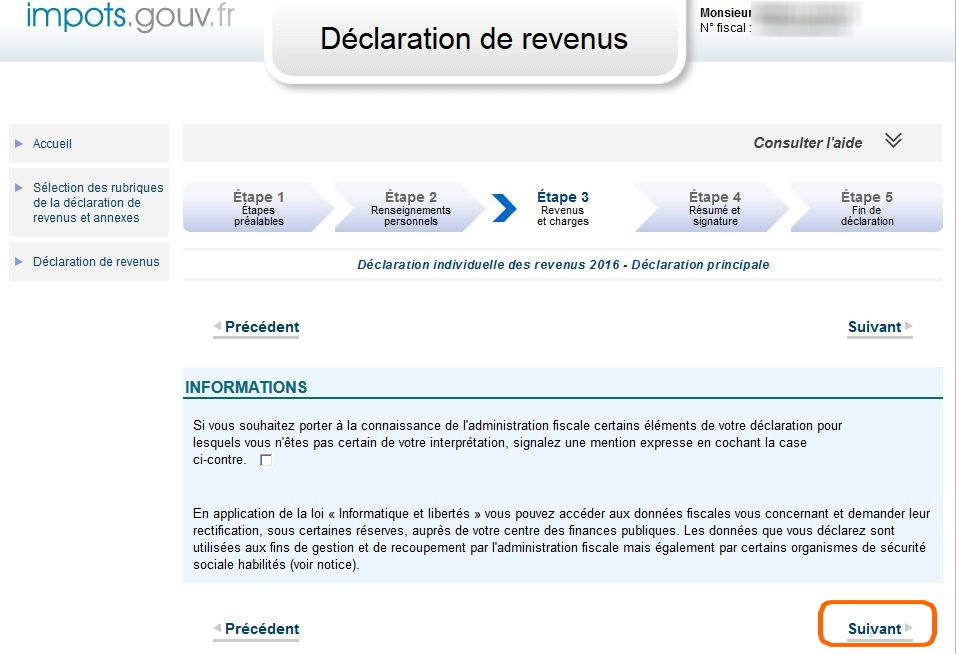 impots.gouv.fr
Déclaration de revenus
Monsieur
N° fiscal :
Accueil
Sélection des rubriques
de la déclaration de
revenus et annexes
Déclaration de revenus
Consulter l'aide
Étape 1
Étapes
préalables
Étape 2
Renseignements
personnels
Étape 3
Revenus
et charges
Étape 4
Résumé et
signature
Étape 5
Fin de
déclaration
Déclaration individuelle des revenus 2016 - Déclaration principale
Précédent
Suivant
INFORMATIONS
Si vous souhaitez porter à la connaissance de l'administration fiscale certains éléments de votre déclaration pour
lesquels vous n'êtes pas certain de votre interprétation, signalez une mention expresse en cochant la case
ci-contre.
En application de la loi « Informatique et libertés » vous pouvez accéder aux données fiscales vous concernant et demander leur
rectification, sous certaines réserves, auprès de votre centre des finances publiques. Les données que vous déclarez sont
utilisées aux fins de gestion et de recoupement par l'administration fiscale mais également par certains organismes de sécurité
sociale habilités (voir notice).
Précédent
Suivant